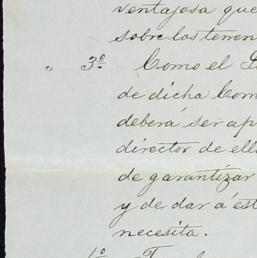 ventajosa que
sobre los terren
" 3º Como el
de dicha Com
deberá ser ap
director de ell
de garantizar
y de dar á est
necesita.
1º